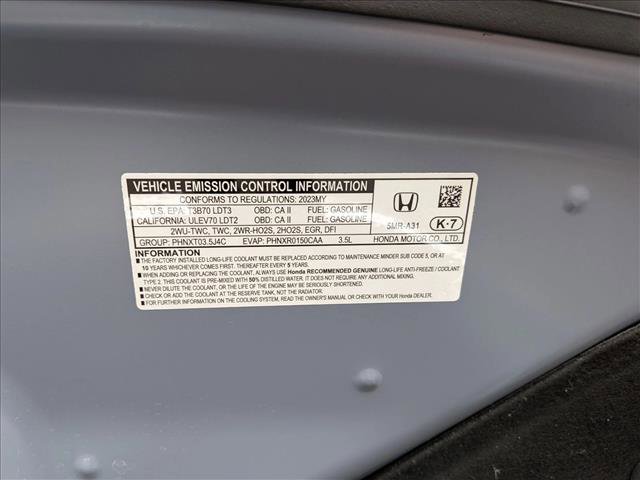 VEHICLE EMISSION CONTROL INFORMATION
CONFORMS TO REGULATIONS: 2023MY
U.S. EPA: T3B70 LDT3 OBD: CA II FUEL: GASOLINE
CALIFORNIA: ULEV70 LDT2 OBD: CA II FUEL: GASOLINE
2WU-TWC, TWC, 2WR-HO2S, 2HO2S, EGR, DFI
GROUP: PHNXT03.5J4C EVAP: PHNXR0150CAA 3.5L
5MR-A31
K-7
HONDA MOTOR CO., LTD.
INFORMATION
■ THE FACTORY INSTALLED LONG-LIFE COOLANT MUST BE REPLACED ACCORDING TO MAINTENANCE MINDER SUB CODE 5, OR AT
10 YEARS WHICHEVER COMES FIRST. THEREAFTER EVERY 5 YEARS.
■ WHEN ADDING OR REPLACING THE COOLANT, ALWAYS USE Honda RECOMMENDED GENUINE LONG-LIFE ANTI-FREEZE / COOLANT
TYPE 2. THIS COOLANT IS PRE-MIXED WITH 50% DISTILLED WATER. IT DOES NOT REQUIRE ANY ADDITIONAL MIXING.
■ NEVER DILUTE THE COOLANT, OR THE LIFE OF THE ENGINE MAY BE SERIOUSLY SHORTENED.
■ CHECK OR ADD THE COOLANT AT THE RESERVE TANK, NOT THE RADIATOR.
■ FOR FURTHER INFORMATION ON THE COOLING SYSTEM, READ THE OWNER'S MANUAL OR CHECK WITH YOUR Honda DEALER.